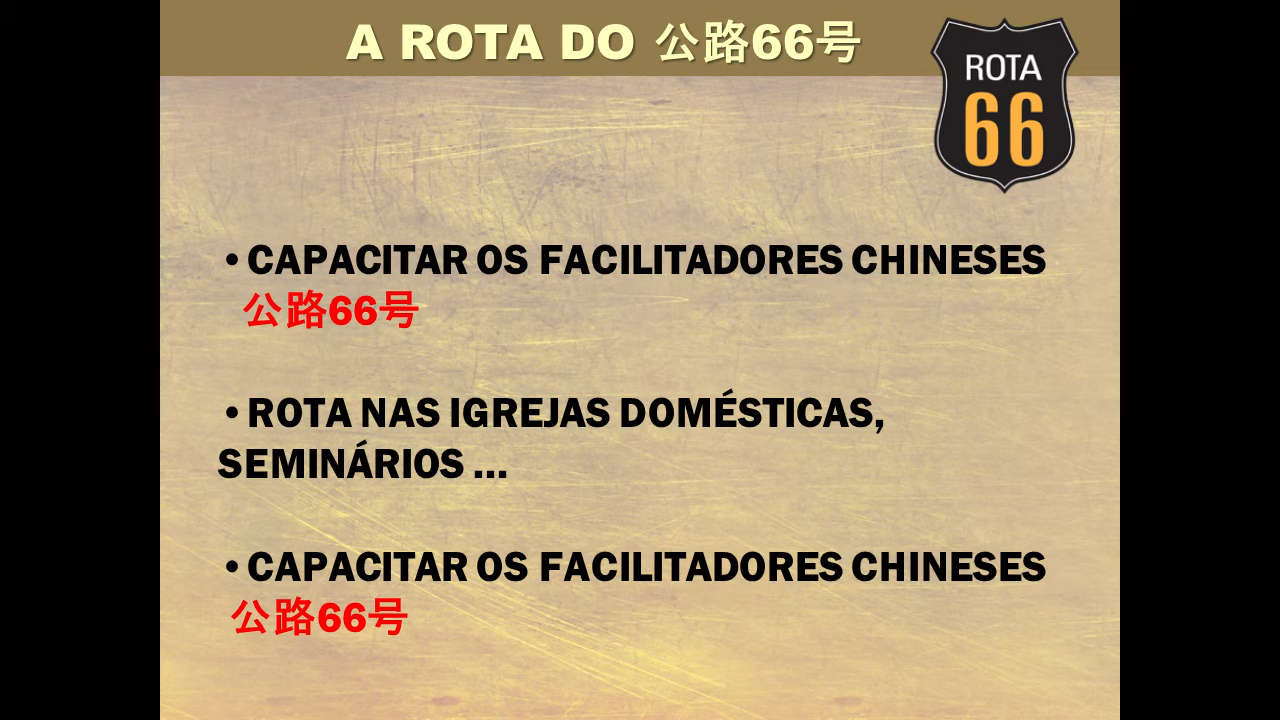 A ROTA DO 公路66号
ROTA
66
• CAPACITAR OS FACILITADORES CHINESES
公路66号
• ROTA NAS IGREJAS DOMÉSTICAS,
SEMINÁRIOS ...
• CAPACITAR OS FACILITADORES CHINESES
公路66号